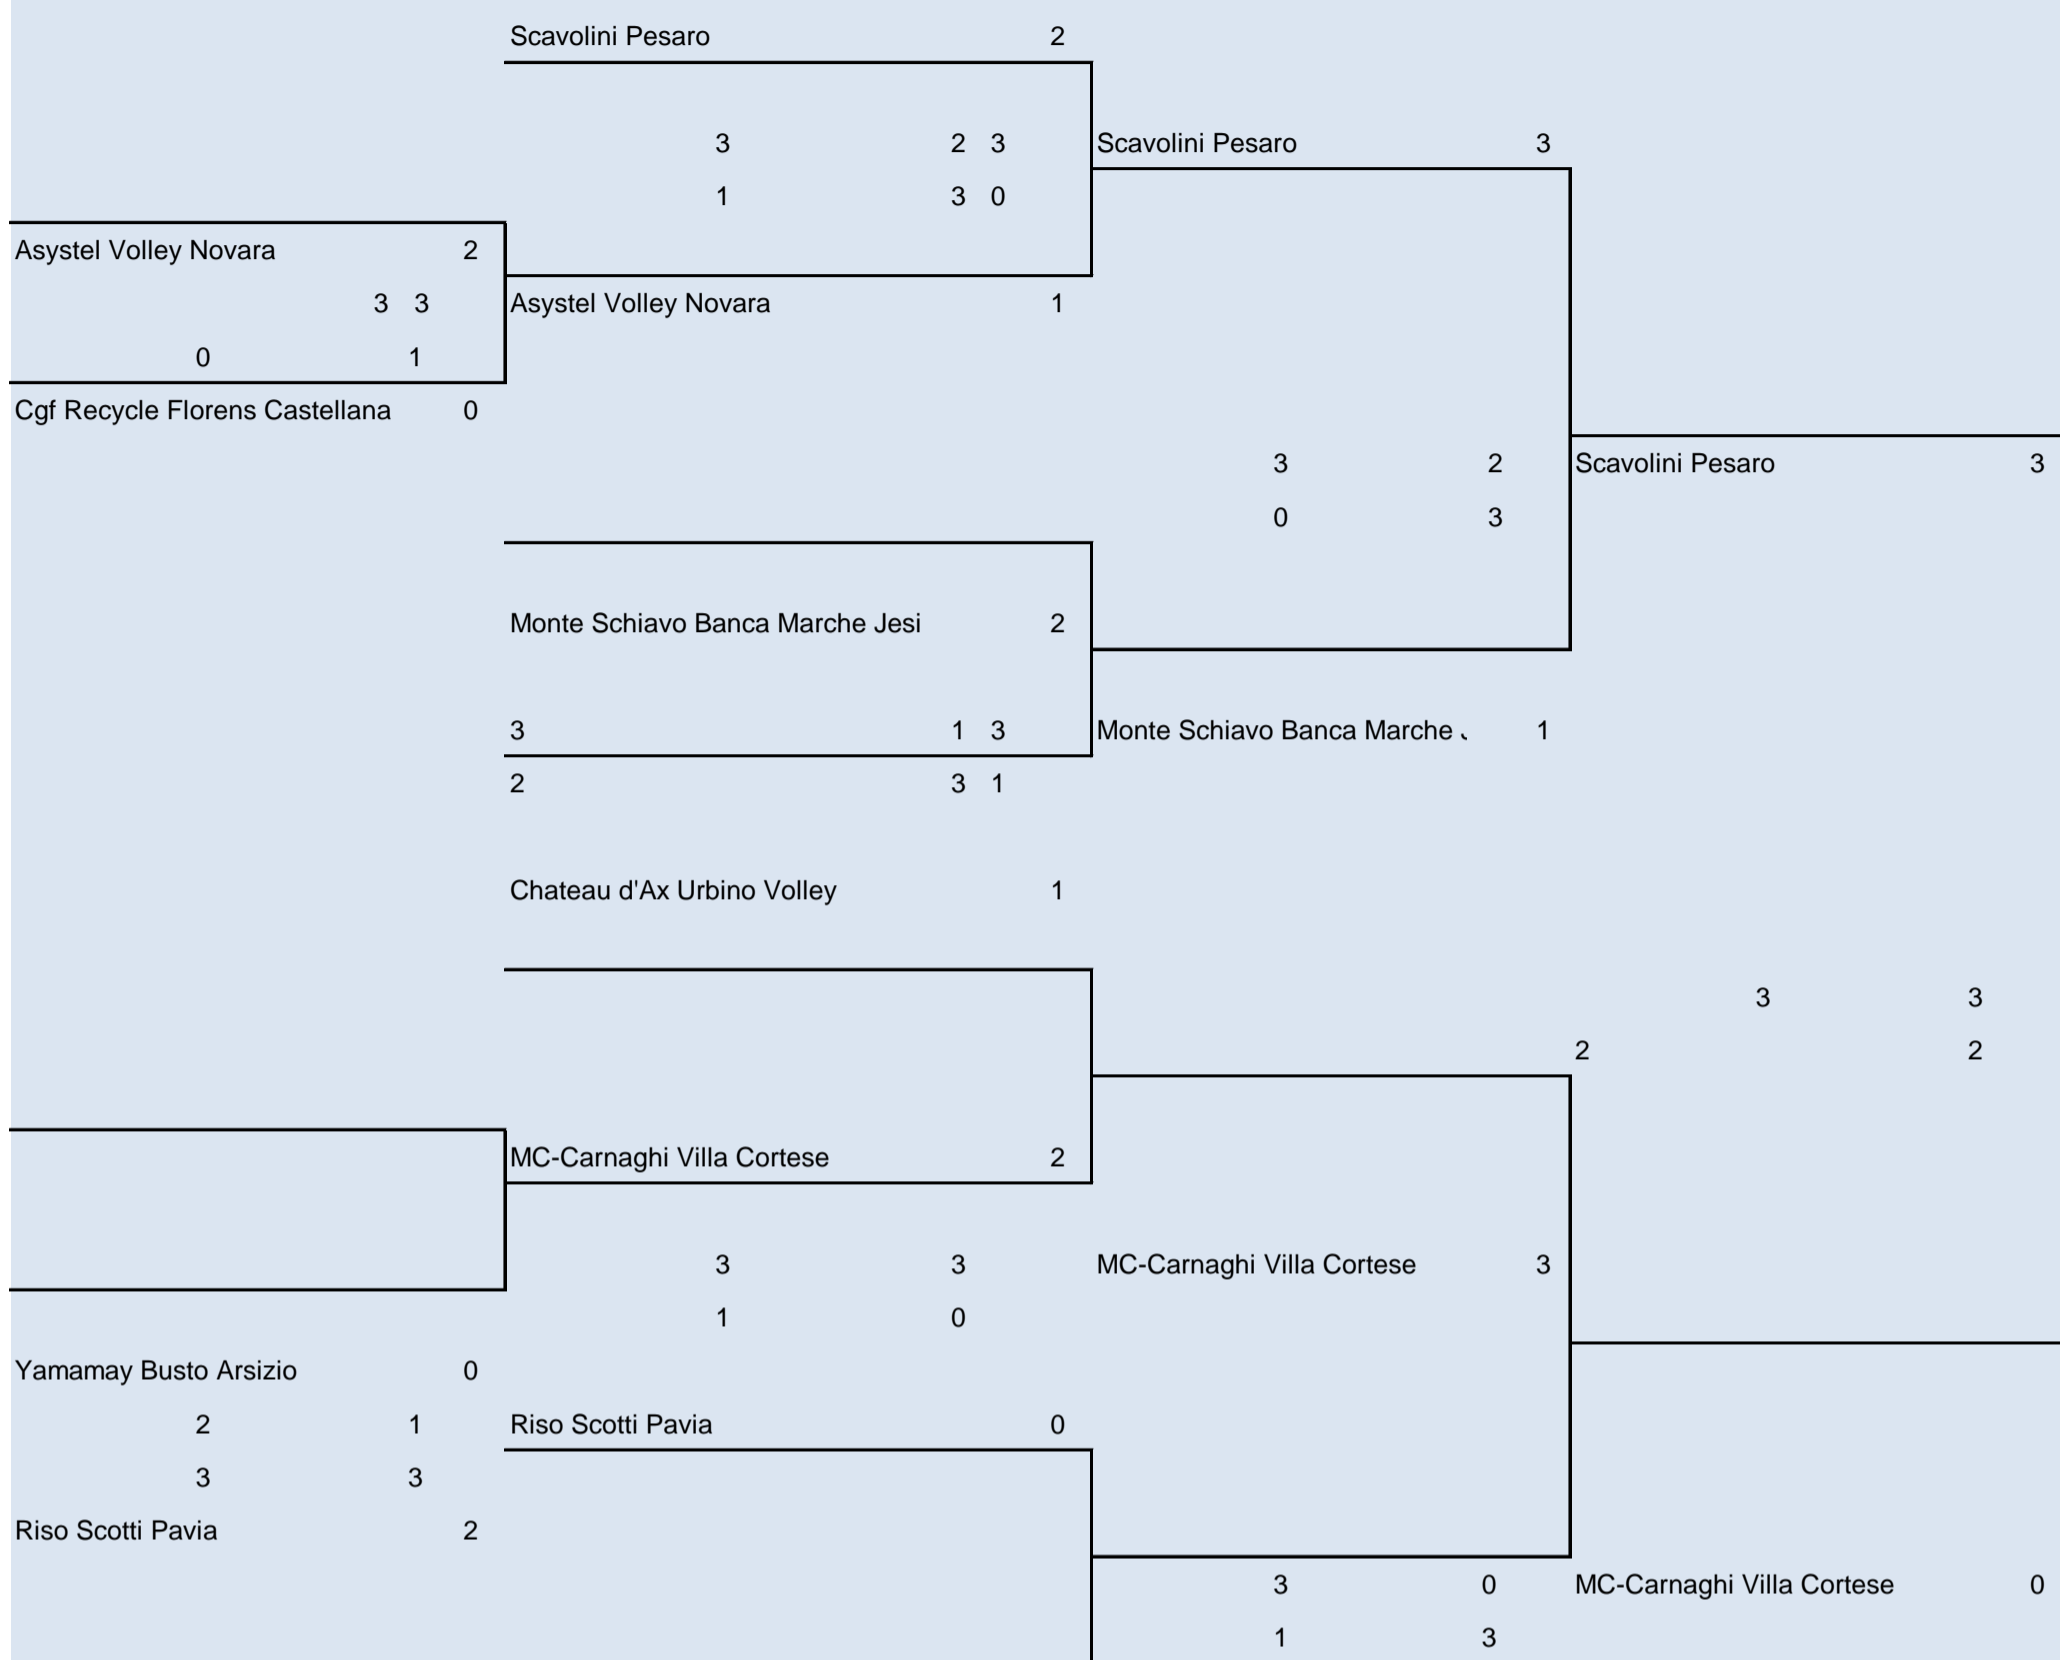 Scavolini Pesaro 2
3 2 3 Scavolini Pesaro 3
1 3 0
Asystel Volley Novara 2
3 3 Asystel Volley Novara 1
0 1
Cgf Recycle Florens Castellana 0
3 2 Scavolini Pesaro 3
0 3
Monte Schiavo Banca Marche Jesi 2
3 1 3 Monte Schiavo Banca Marche 1
2 3 1
Chateau d'Ax Urbino Volley 1
3 3
2 2
MC-Carnaghi Villa Cortese 2
3 3 MC-Carnaghi Villa Cortese 3
1 0
Yamamay Busto Arsizio 0
2 1 Riso Scotti Pavia 0
3 3
Riso Scotti Pavia 2
3 0 MC-Carnaghi Villa Cortese 0
1 3